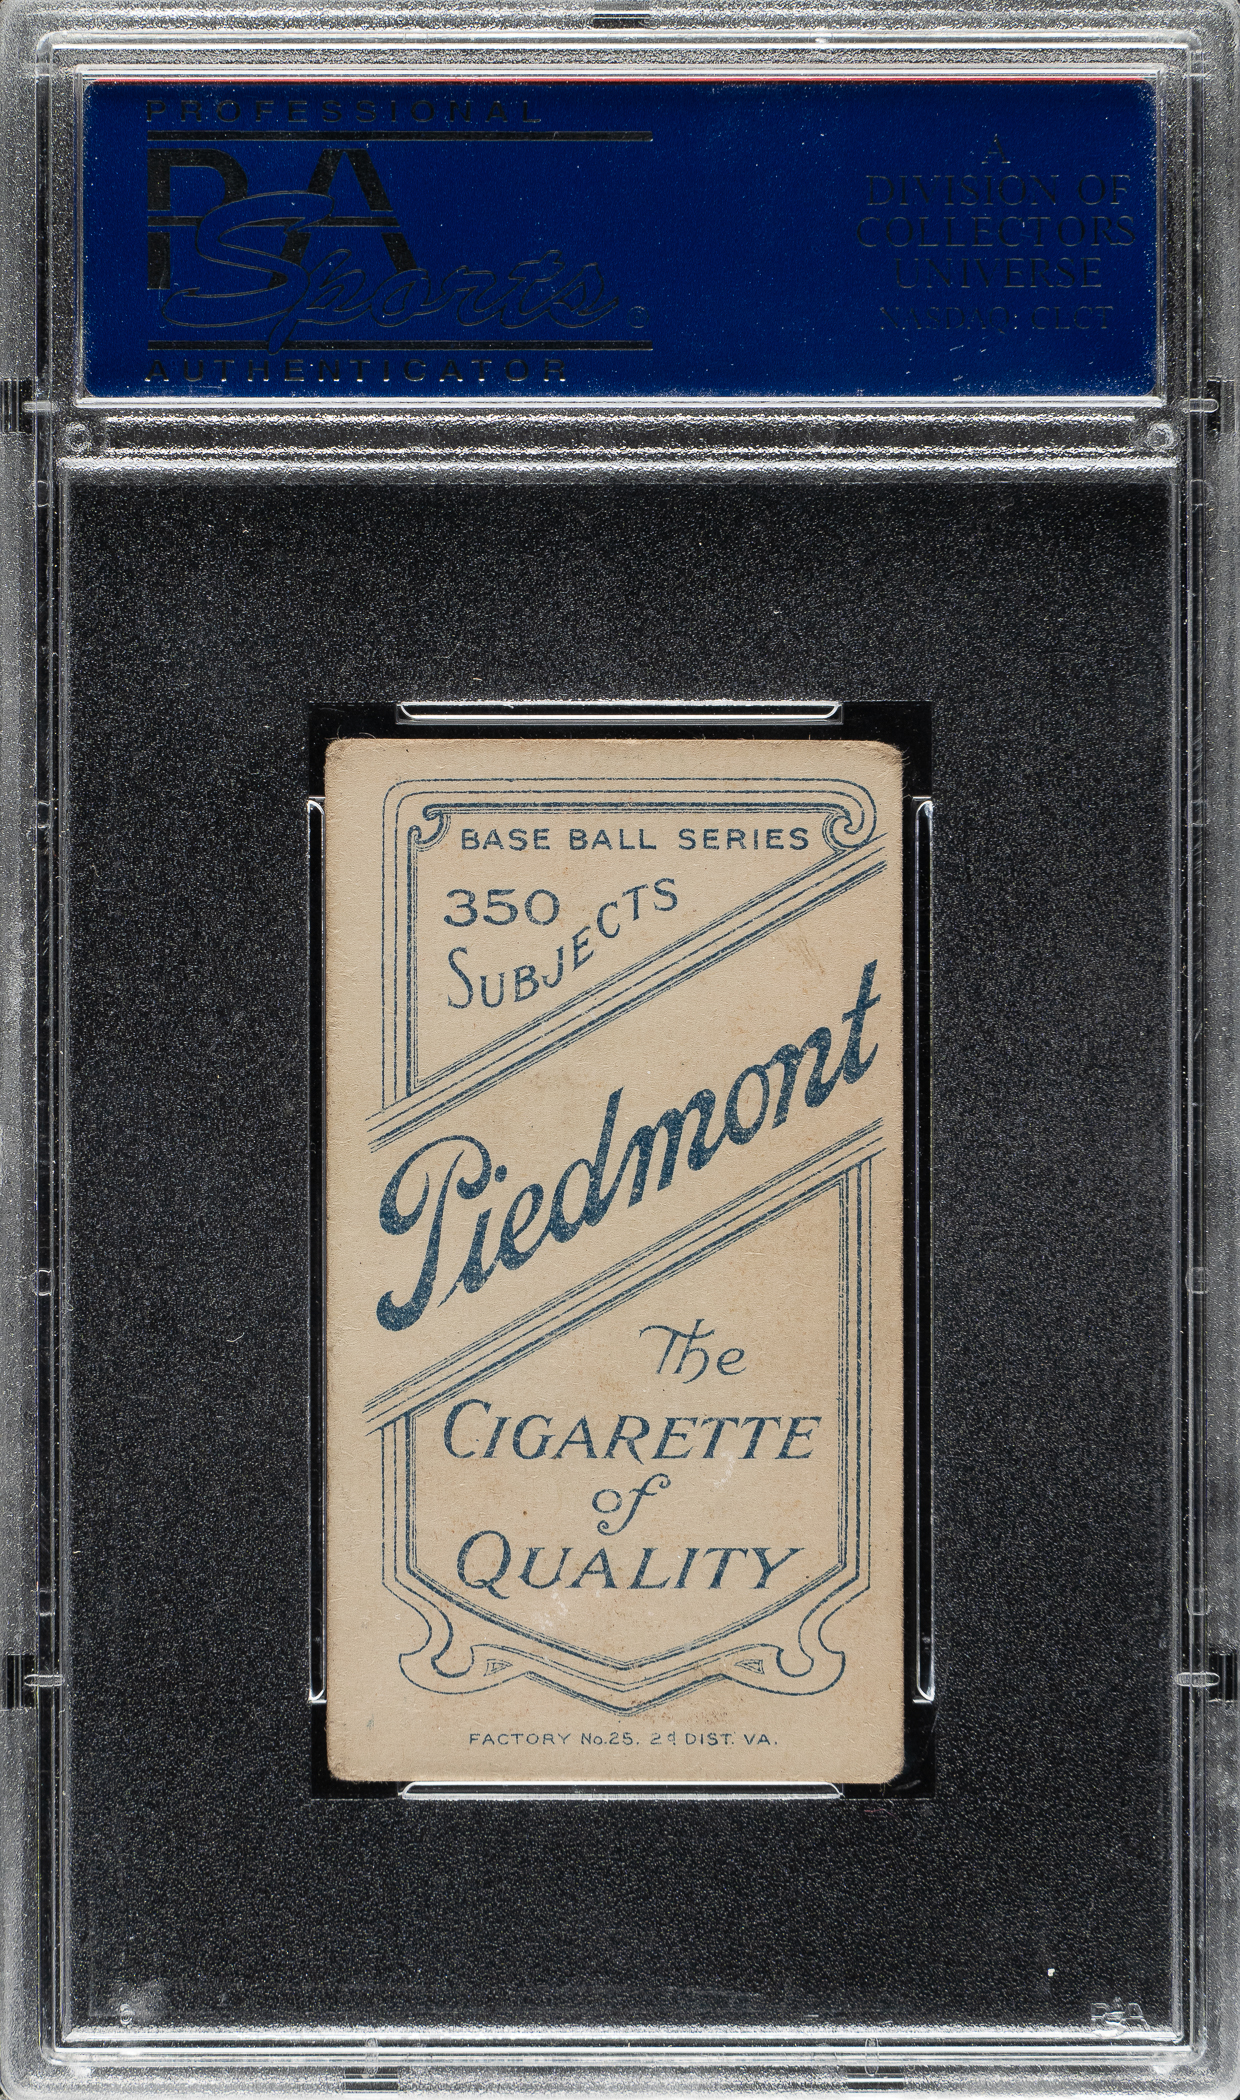 PROFESSIONAL
PSA
Sports
AUTHENTICATOR
A
DIVISION OF
COLLECTORS
UNIVERSE
NASDAQ: CLCT
BASE BALL SERIES
350
SUBJECTS
Piedmont
The
CIGARETTE
of
QUALITY
FACTORY No. 25. 2d DIST. VA.
PSA